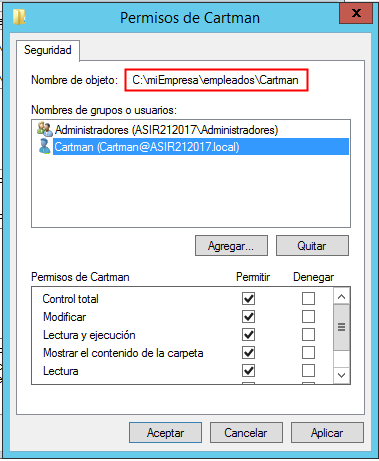 Permisos de Cartman
Seguridad
Nombre de objeto: C:\miEmpresa\empleados\Cartman
Nombres de grupos o usuarios:
Administradores (ASIR212017\Administradores)
Cartman (Cartman@ASIR212017.local)
Agregar... Quitar
Permisos de Cartman Permitir Denegar
Control total
Modificar
Lectura y ejecución
Mostrar el contenido de la carpeta
Lectura
Aceptar Cancelar Aplicar